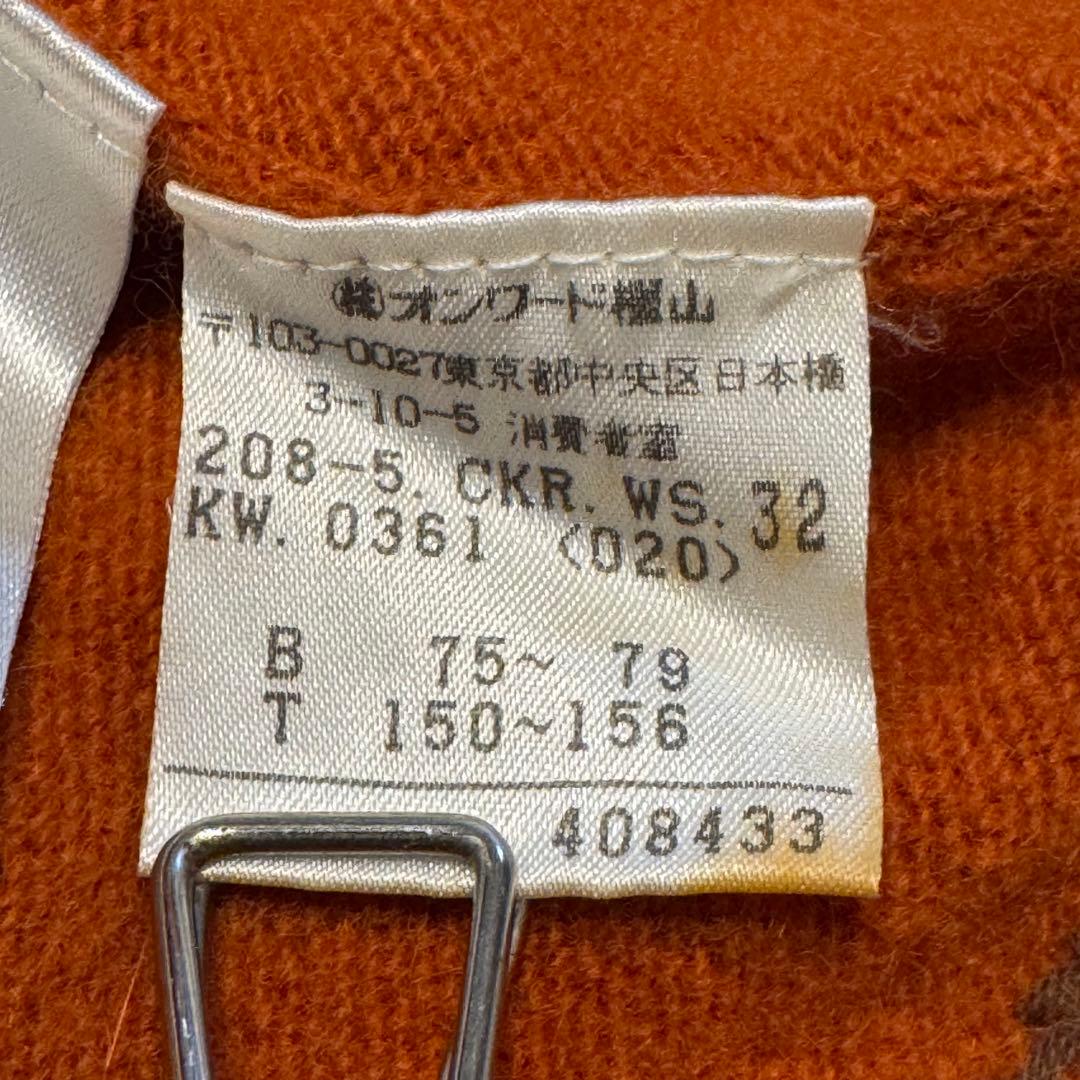 ㈱オンワード樫山
〒103-0027東京都中央区日本橋
3-10-5 消費者室
208-5. CKR. WS. 32
KW. 0361 〈020〉
B 75~ 79
T 150~156
408433